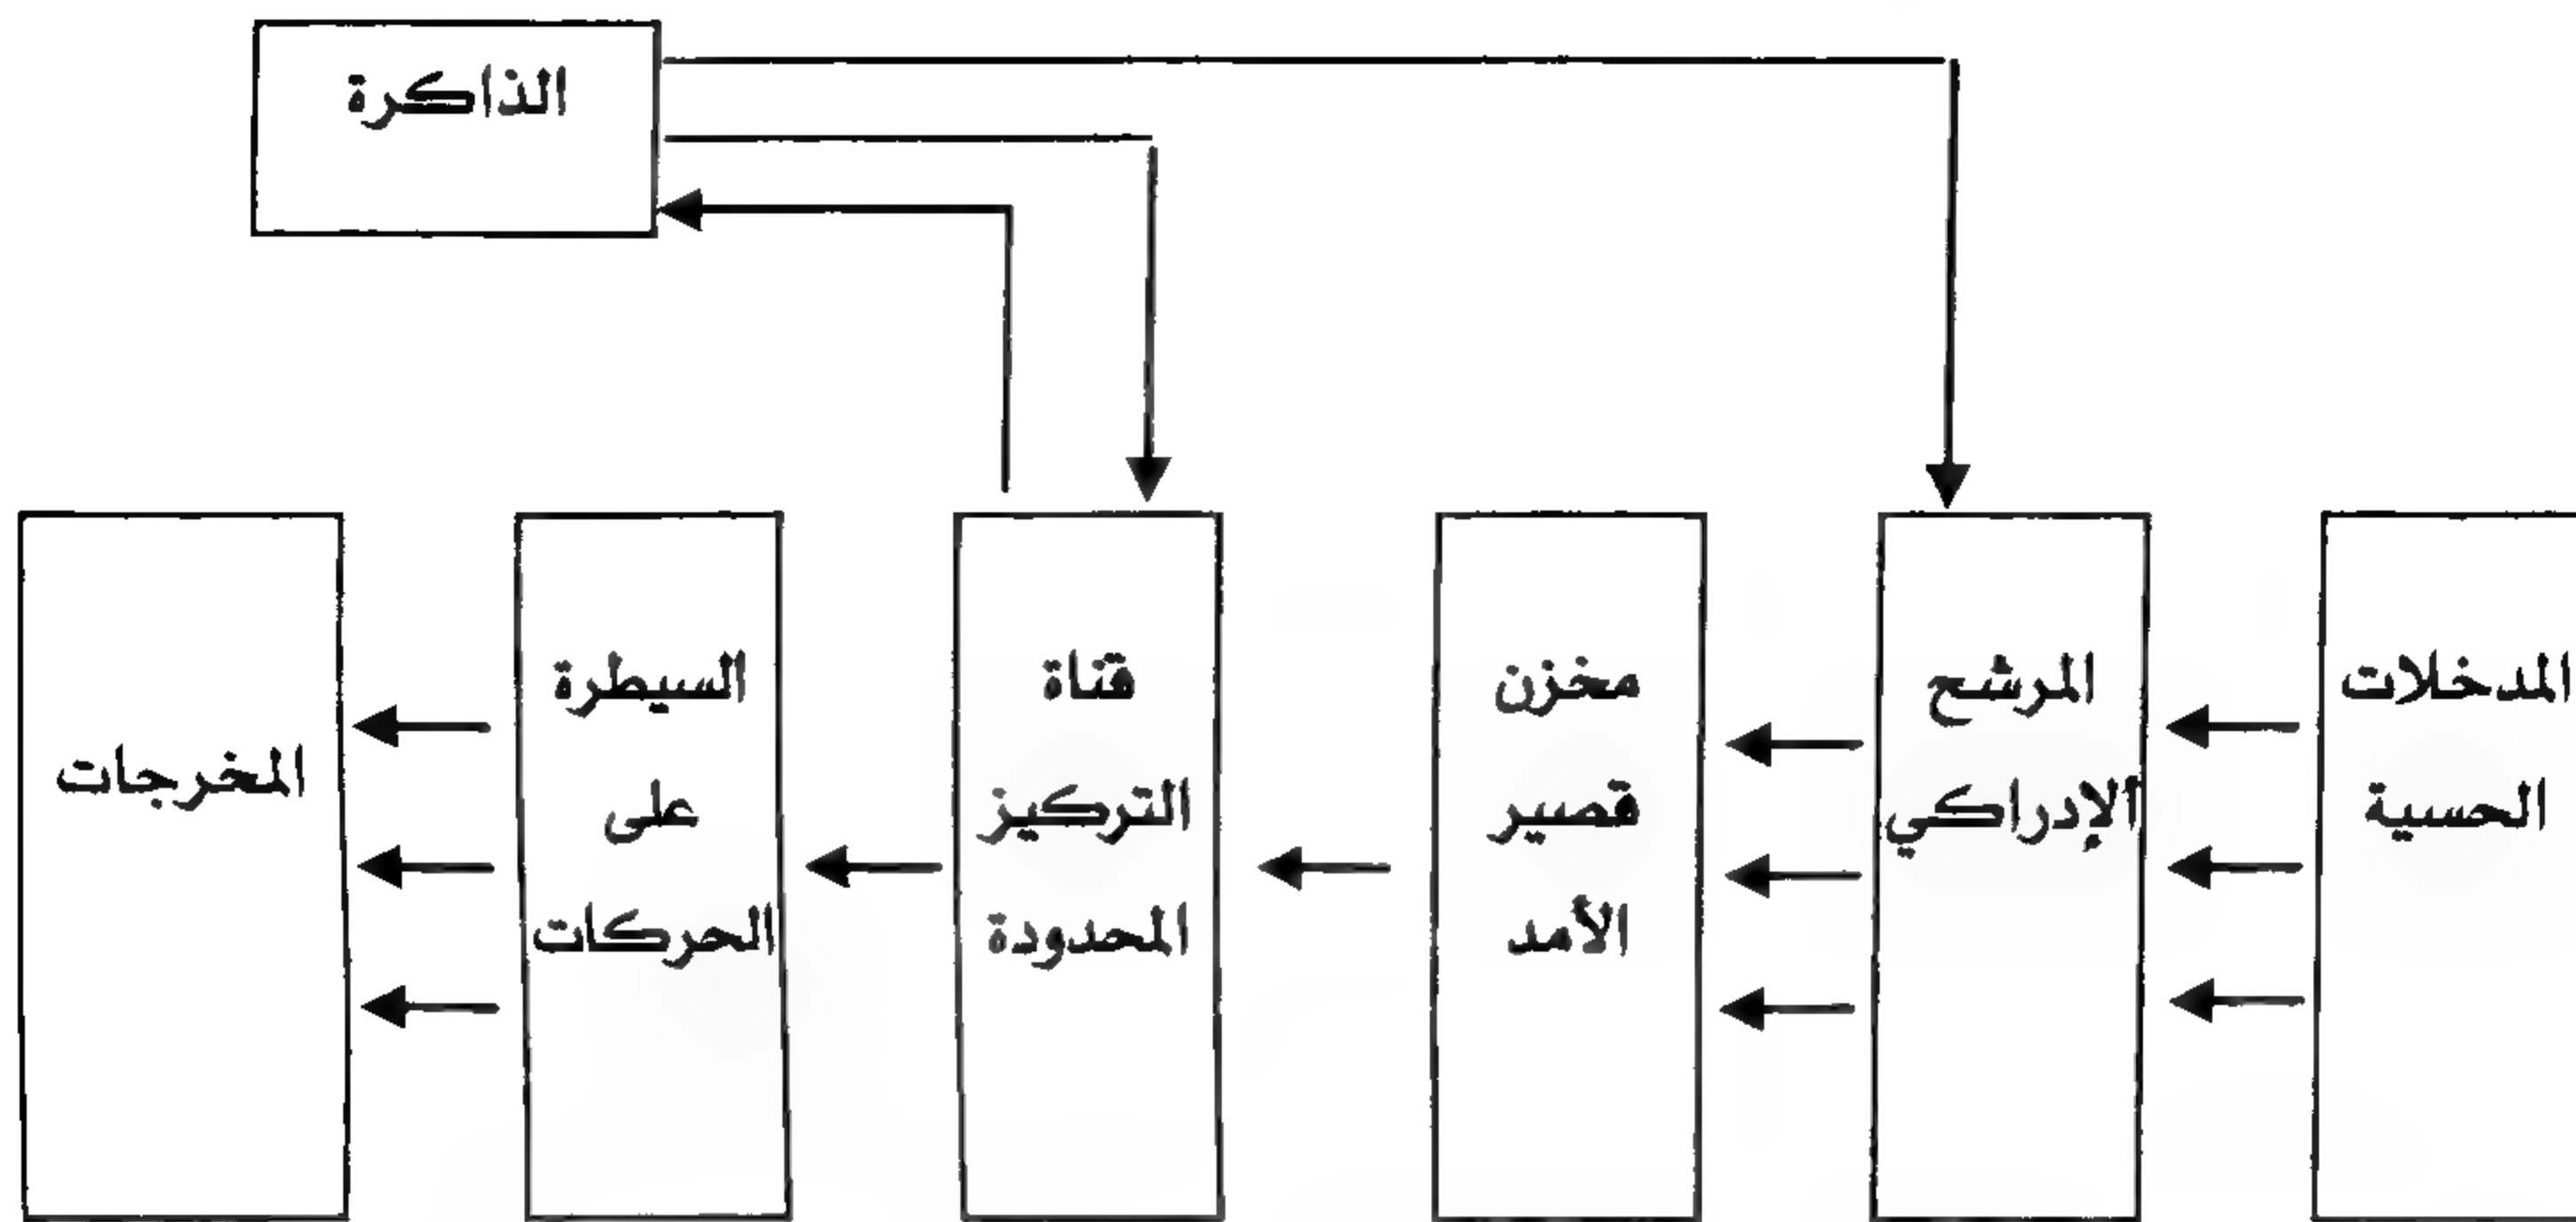 الذاكرة
المدخلات
الحسية
المرشح
الإدراكي
مخزن
قصير
الأمد
قناة
التركيز
المحدودة
السيطرة
على
الحركات
المخرجات